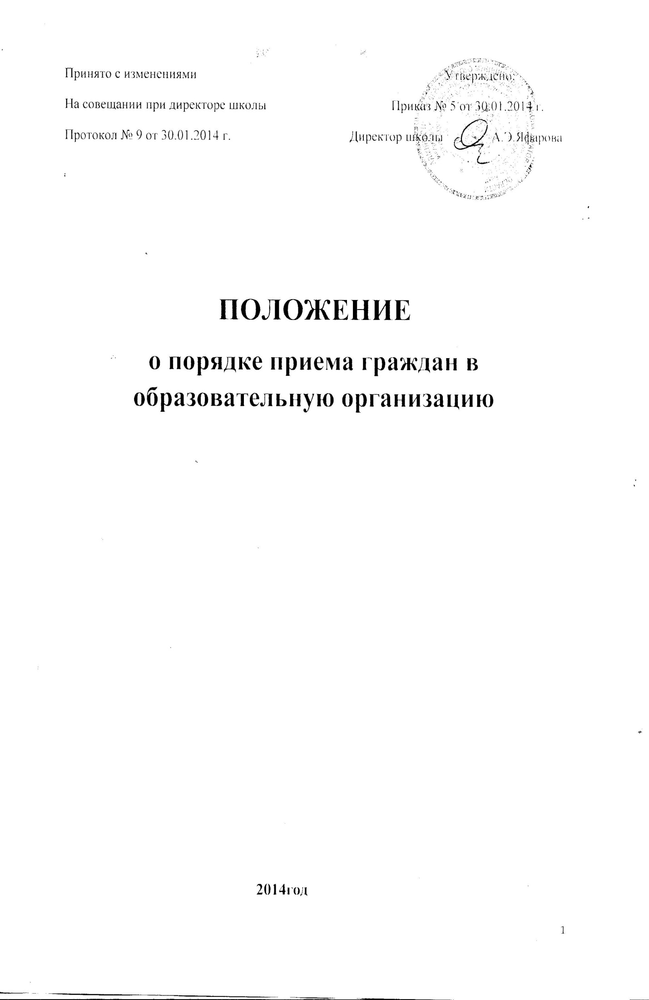 Принято с изменениями
Утверждено:
На совещании при директоре школы
Приказ № 5 от 30.01.2014 г.
Протокол № 9 от 30.01.2014 г.
Директор школы А.Э.Яфарова
ПОЛОЖЕНИЕ
о порядке приема граждан в
образовательную организацию
2014год
1